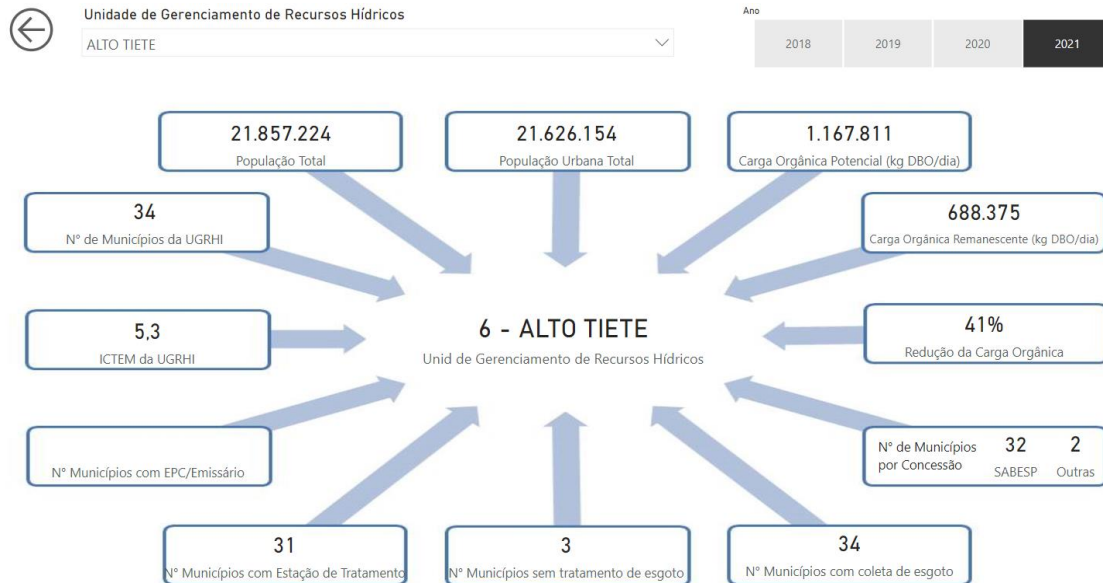 Unidade de Gerenciamento de Recursos Hídricos
ALTO TIETE
Ano
2018
2019
2020
2021
21.857.224
População Total
21.626.154
População Urbana Total
1.167.811
Carga Orgânica Potencial (kg DBO/dia)
34
N° de Municípios da UGRHI
688.375
Carga Orgânica Remanescente (kg DBO/dia)
6 - ALTO TIETE
Unid de Gerenciamento de Recursos Hídricos
5,3
ICTEM da UGRHI
41%
Redução da Carga Orgânica
N° Municípios com EPC/Emissário
N° de Municípios
por Concessão
32
SABESP
2
Outras
31
N° Municípios com Estação de Tratamento
3
N° Municípios sem tratamento de esgoto
34
N° Municípios com coleta de esgoto